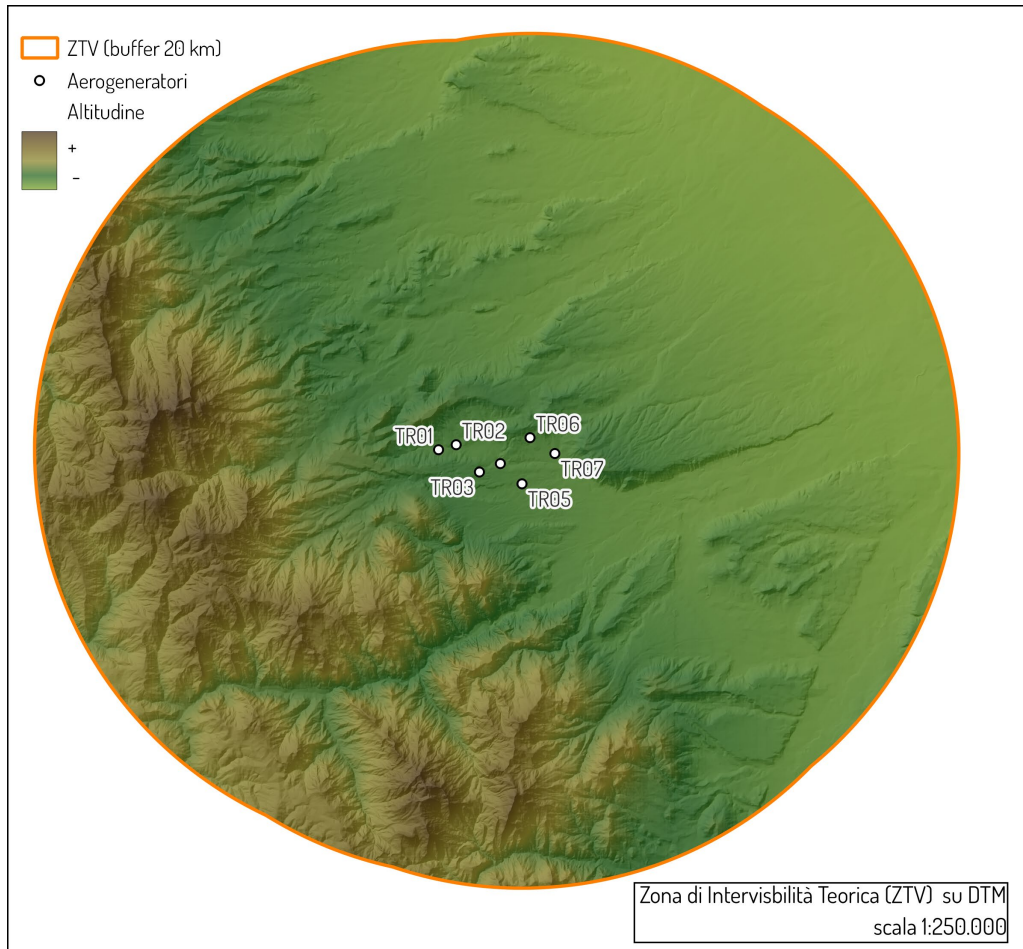 ZTV (buffer 20 km)
Aerogeneratori
Altitudine
+
-
TR01
TR02
TR06
TR03
TR07
TR05
Zona di Intervisbilità Teorica (ZTV) su DTM
scala 1:250.000